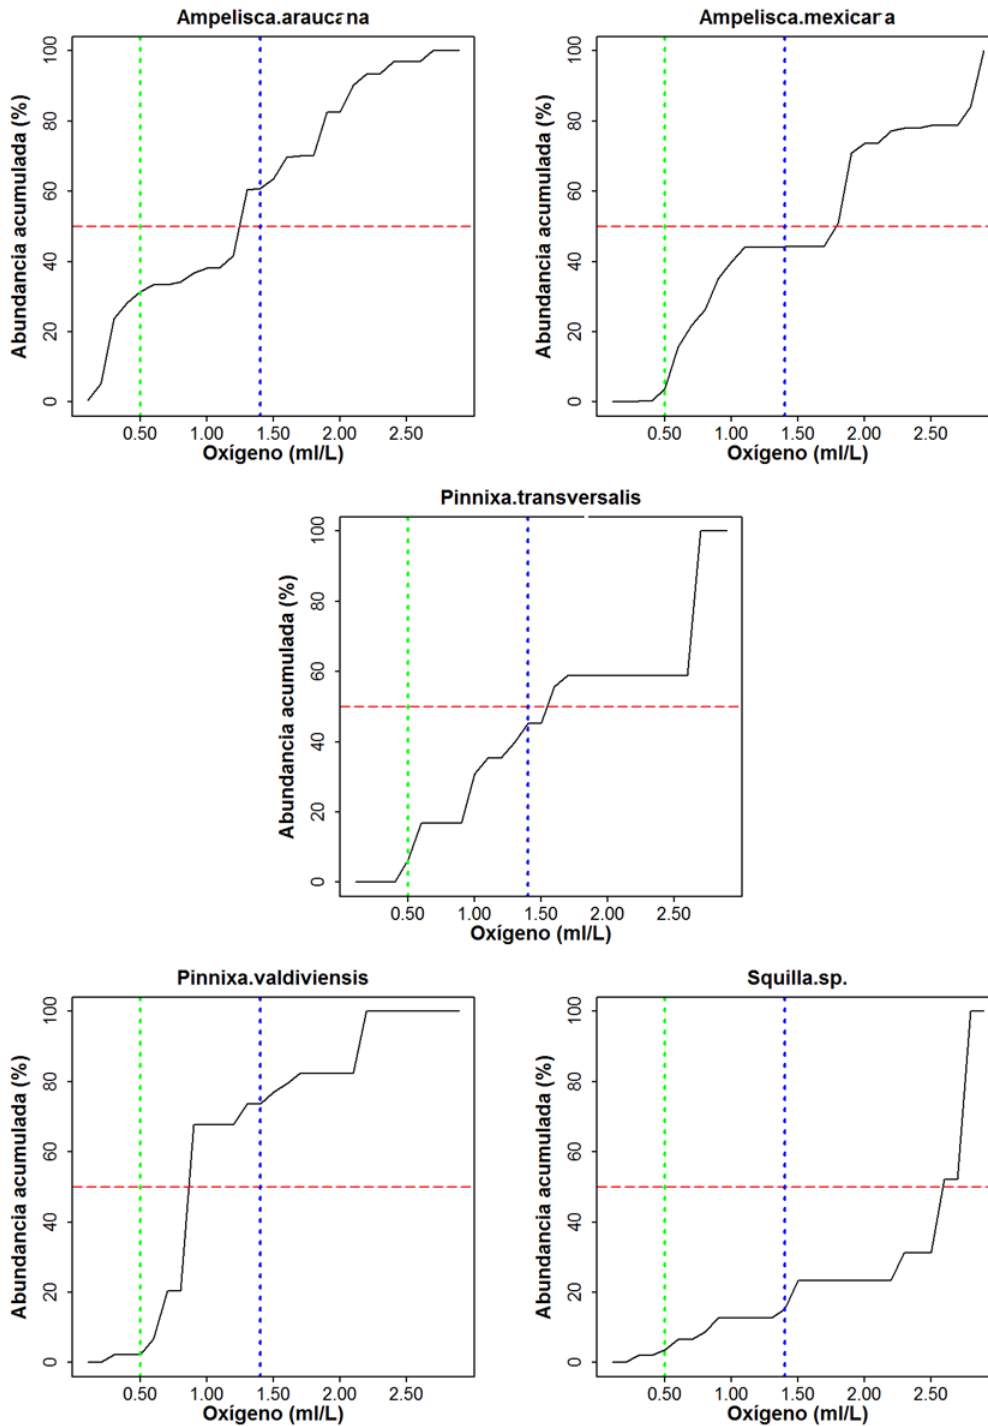 Ampelisca.araucana
Abundancia acumulada (%)
100
80
60
40
20
0
0.50 1.00 1.50 2.00 2.50
Oxígeno (ml/L)
Ampelisca.mexicana
Abundancia acumulada (%)
100
80
60
40
20
0
0.50 1.00 1.50 2.00 2.50
Oxígeno (ml/L)
Pinnixa.transversalis
Abundancia acumulada (%)
100
80
60
40
20
0
0.50 1.00 1.50 2.00 2.50
Oxígeno (ml/L)
Pinnixa.valdiviensis
Abundancia acumulada (%)
100
80
60
40
20
0
0.50 1.00 1.50 2.00 2.50
Oxígeno (ml/L)
Squilla.sp.
Abundancia acumulada (%)
100
80
60
40
20
0
0.50 1.00 1.50 2.00 2.50
Oxígeno (ml/L)